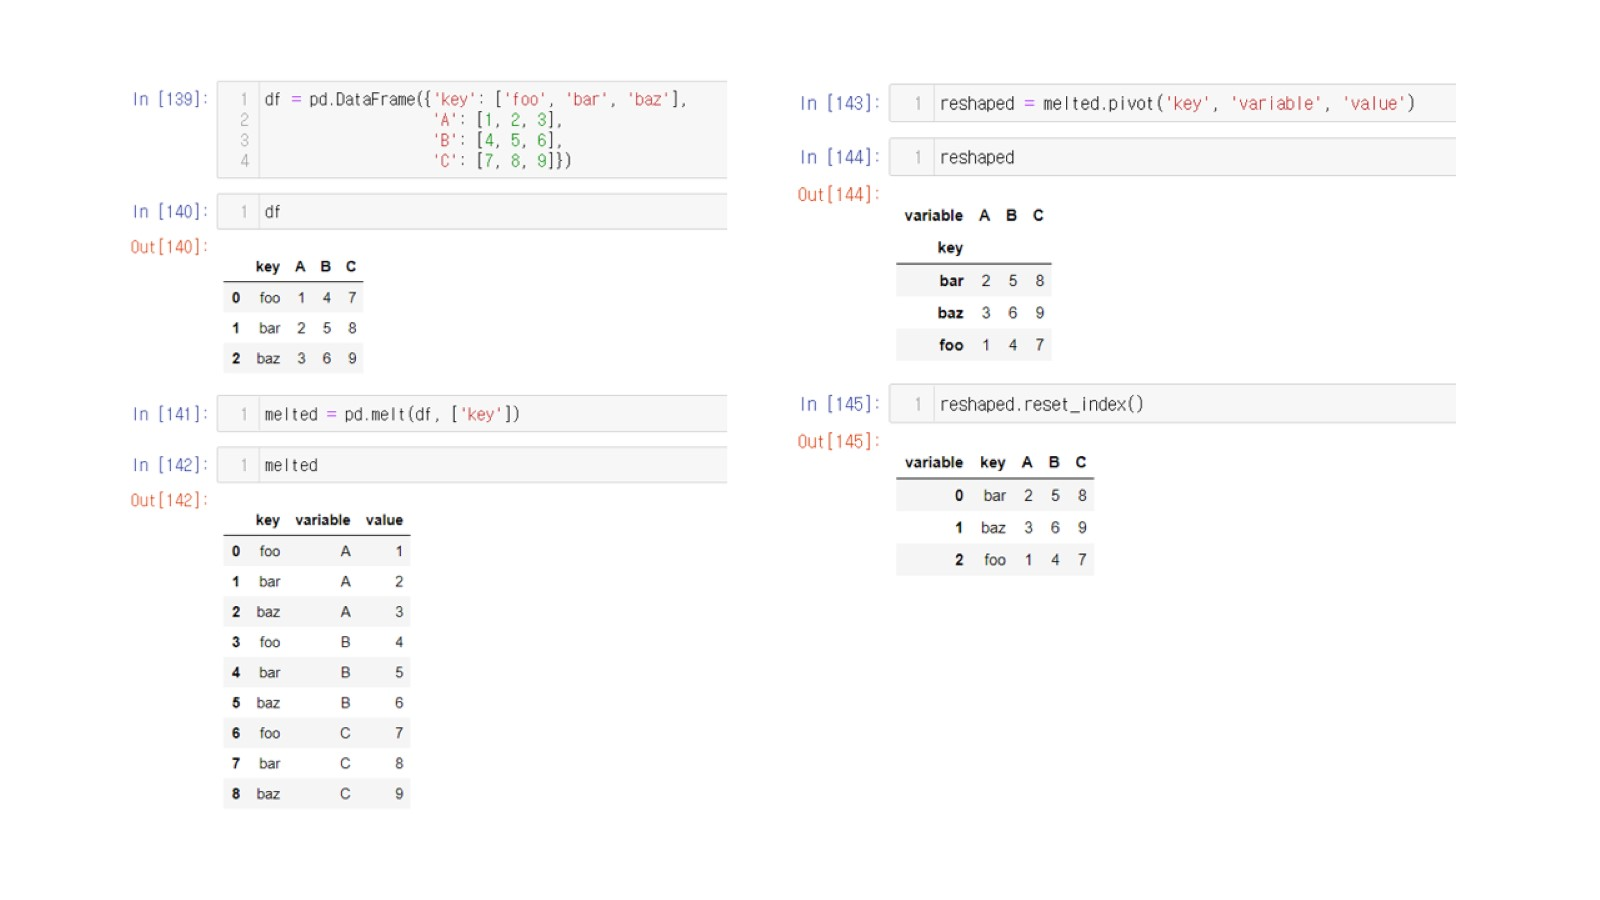 In [139]:
1 df = pd.DataFrame({'key': ['foo', 'bar', 'baz'],
2 'A': [1, 2, 3],
3 'B': [4, 5, 6],
4 'C': [7, 8, 9]})
In [140]: 1 df
Out[140]:
key A B C
0 foo 1 4 7
1 bar 2 5 8
2 baz 3 6 9
In [141]: 1 melted = pd.melt(df, ['key'])
In [142]: 1 melted
Out[142]:
key variable value
0 foo A 1
1 bar A 2
2 baz A 3
3 foo B 4
4 bar B 5
5 baz B 6
6 foo C 7
7 bar C 8
8 baz C 9
In [143]: 1 reshaped = melted.pivot('key', 'variable', 'value')
In [144]: 1 reshaped
Out[144]:
variable A B C
key
bar 2 5 8
baz 3 6 9
foo 1 4 7
In [145]: 1 reshaped.reset_index()
Out[145]:
variable key A B C
0 bar 2 5 8
1 baz 3 6 9
2 foo 1 4 7